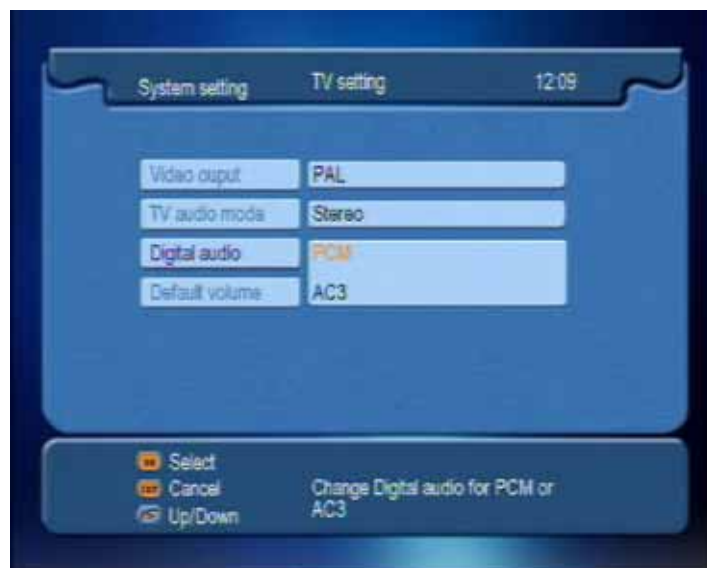 System setting TV setting 12:09
Video ouput PAL
TV audio mode Stereo
Digital audio PCM
Default volume AC3
Select
Cancel
Up/Down
Change Digital audio for PCM or
AC3